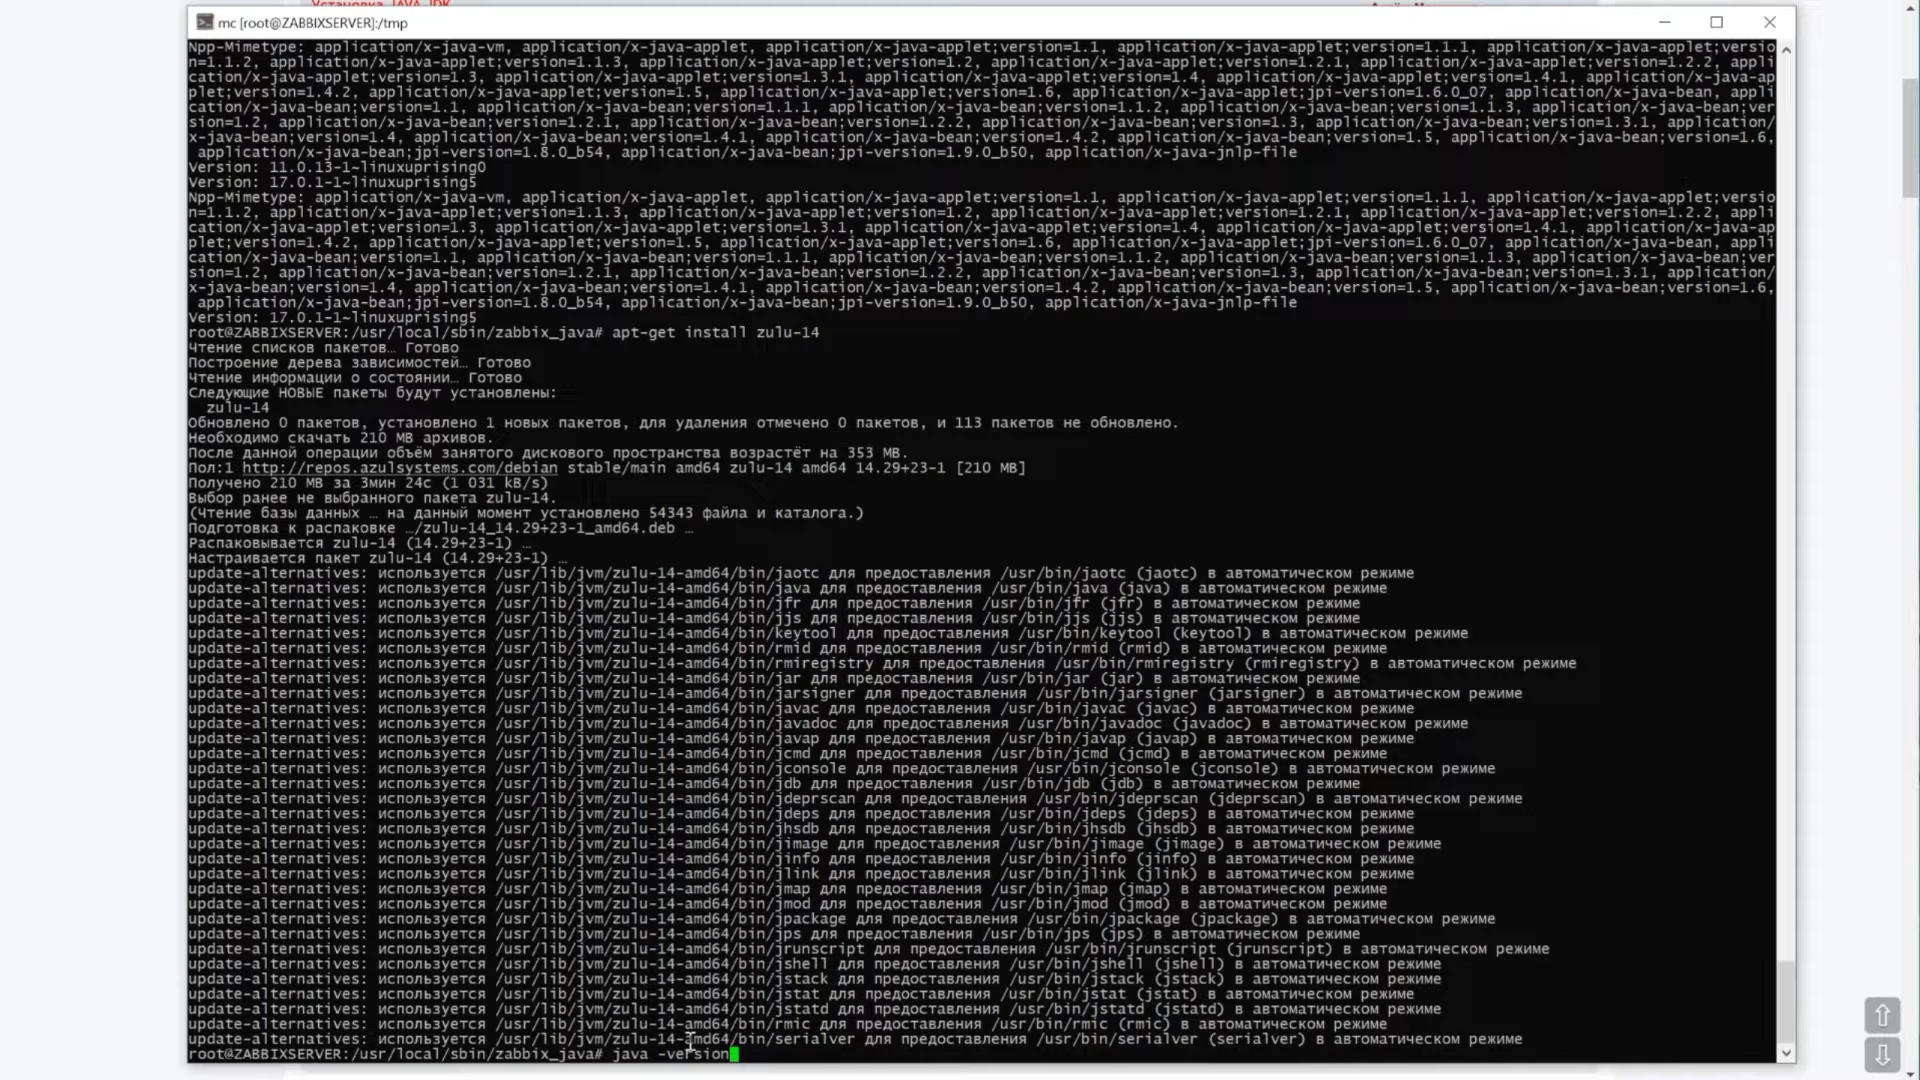 Установка JAVA JDK
mc [root@ZABBIXSERVER]:/tmp
Npp-Mimetype: application/x-java-vm, application/x-java-applet, application/x-java-applet;version=1.1, application/x-java-applet;version=1.1.1, application/x-java-applet;versio
n=1.1.2, application/x-java-applet;version=1.1.3, application/x-java-applet;version=1.2, application/x-java-applet;version=1.2.1, application/x-java-applet;version=1.2.2, appli
cation/x-java-applet;version=1.3, application/x-java-applet;version=1.3.1, application/x-java-applet;version=1.4, application/x-java-applet;version=1.4.1, application/x-java-ap
plet;version=1.4.2, application/x-java-applet;version=1.5, application/x-java-applet;version=1.6, application/x-java-applet;jpi-version=1.6.0_07, application/x-java-bean, appli
cation/x-java-bean;version=1.1, application/x-java-bean;version=1.1.1, application/x-java-bean;version=1.1.2, application/x-java-bean;version=1.1.3, application/x-java-bean;ver
sion=1.2, application/x-java-bean;version=1.2.1, application/x-java-bean;version=1.2.2, application/x-java-bean;version=1.3, application/x-java-bean;version=1.3.1, application/
x-java-bean;version=1.4, application/x-java-bean;version=1.4.1, application/x-java-bean;version=1.4.2, application/x-java-bean;version=1.5, application/x-java-bean;version=1.6,
application/x-java-bean;jpi-version=1.8.0_b54, application/x-java-bean;jpi-version=1.9.0_b50, application/x-java-jnlp-file
Version: 11.0.13-1~linuxuprising0
Version: 17.0.1-1~linuxuprising5
Npp-Mimetype: application/x-java-vm, application/x-java-applet, application/x-java-applet;version=1.1, application/x-java-applet;version=1.1.1, application/x-java-applet;versio
n=1.1.2, application/x-java-applet;version=1.1.3, application/x-java-applet;version=1.2, application/x-java-applet;version=1.2.1, application/x-java-applet;version=1.2.2, appli
cation/x-java-applet;version=1.3, application/x-java-applet;version=1.3.1, application/x-java-applet;version=1.4, application/x-java-applet;version=1.4.1, application/x-java-ap
plet;version=1.4.2, application/x-java-applet;version=1.5, application/x-java-applet;version=1.6, application/x-java-applet;jpi-version=1.6.0_07, application/x-java-bean, appli
cation/x-java-bean;version=1.1, application/x-java-bean;version=1.1.1, application/x-java-bean;version=1.1.2, application/x-java-bean;version=1.1.3, application/x-java-bean;ver
sion=1.2, application/x-java-bean;version=1.2.1, application/x-java-bean;version=1.2.2, application/x-java-bean;version=1.3, application/x-java-bean;version=1.3.1, application/
x-java-bean;version=1.4, application/x-java-bean;version=1.4.1, application/x-java-bean;version=1.4.2, application/x-java-bean;version=1.5, application/x-java-bean;version=1.6,
application/x-java-bean;jpi-version=1.8.0_b54, application/x-java-bean;jpi-version=1.9.0_b50, application/x-java-jnlp-file
Version: 17.0.1-1~linuxuprising5
root@ZABBIXSERVER:/usr/local/sbin/zabbix_java# apt-get install zulu-14
Чтение списков пакетов… Готово
Построение дерева зависимостей… Готово
Чтение информации о состоянии… Готово
Следующие НОВЫЕ пакеты будут установлены:
zulu-14
Обновлено 0 пакетов, установлено 1 новых пакетов, для удаления отмечено 0 пакетов, и 113 пакетов не обновлено.
Необходимо скачать 210 MB архивов.
После данной операции объём занятого дискового пространства возрастёт на 353 MB.
Пол:1 http://repos.azulsystems.com/debian stable/main amd64 zulu-14 amd64 14.29+23-1 [210 MB]
Получено 210 MB за 3мин 24с (1 031 kB/s)
Выбор ранее не выбранного пакета zulu-14.
(Чтение базы данных … на данный момент установлено 54343 файла и каталога.)
Подготовка к распаковке …/zulu-14_14.29+23-1_amd64.deb …
Распаковывается zulu-14 (14.29+23-1) …
Настраивается пакет zulu-14 (14.29+23-1) …
update-alternatives: используется /usr/lib/jvm/zulu-14-amd64/bin/jaotc для предоставления /usr/bin/jaotc (jaotc) в автоматическом режиме
update-alternatives: используется /usr/lib/jvm/zulu-14-amd64/bin/java для предоставления /usr/bin/java (java) в автоматическом режиме
update-alternatives: используется /usr/lib/jvm/zulu-14-amd64/bin/jfr для предоставления /usr/bin/jfr (jfr) в автоматическом режиме
update-alternatives: используется /usr/lib/jvm/zulu-14-amd64/bin/jjs для предоставления /usr/bin/jjs (jjs) в автоматическом режиме
update-alternatives: используется /usr/lib/jvm/zulu-14-amd64/bin/keytool для предоставления /usr/bin/keytool (keytool) в автоматическом режиме
update-alternatives: используется /usr/lib/jvm/zulu-14-amd64/bin/rmid для предоставления /usr/bin/rmid (rmid) в автоматическом режиме
update-alternatives: используется /usr/lib/jvm/zulu-14-amd64/bin/rmiregistry для предоставления /usr/bin/rmiregistry (rmiregistry) в автоматическом режиме
update-alternatives: используется /usr/lib/jvm/zulu-14-amd64/bin/jar для предоставления /usr/bin/jar (jar) в автоматическом режиме
update-alternatives: используется /usr/lib/jvm/zulu-14-amd64/bin/jarsigner для предоставления /usr/bin/jarsigner (jarsigner) в автоматическом режиме
update-alternatives: используется /usr/lib/jvm/zulu-14-amd64/bin/javac для предоставления /usr/bin/javac (javac) в автоматическом режиме
update-alternatives: используется /usr/lib/jvm/zulu-14-amd64/bin/javadoc для предоставления /usr/bin/javadoc (javadoc) в автоматическом режиме
update-alternatives: используется /usr/lib/jvm/zulu-14-amd64/bin/javap для предоставления /usr/bin/javap (javap) в автоматическом режиме
update-alternatives: используется /usr/lib/jvm/zulu-14-amd64/bin/jcmd для предоставления /usr/bin/jcmd (jcmd) в автоматическом режиме
update-alternatives: используется /usr/lib/jvm/zulu-14-amd64/bin/jconsole для предоставления /usr/bin/jconsole (jconsole) в автоматическом режиме
update-alternatives: используется /usr/lib/jvm/zulu-14-amd64/bin/jdb для предоставления /usr/bin/jdb (jdb) в автоматическом режиме
update-alternatives: используется /usr/lib/jvm/zulu-14-amd64/bin/jdeprscan для предоставления /usr/bin/jdeprscan (jdeprscan) в автоматическом режиме
update-alternatives: используется /usr/lib/jvm/zulu-14-amd64/bin/jdeps для предоставления /usr/bin/jdeps (jdeps) в автоматическом режиме
update-alternatives: используется /usr/lib/jvm/zulu-14-amd64/bin/jhsdb для предоставления /usr/bin/jhsdb (jhsdb) в автоматическом режиме
update-alternatives: используется /usr/lib/jvm/zulu-14-amd64/bin/jimage для предоставления /usr/bin/jimage (jimage) в автоматическом режиме
update-alternatives: используется /usr/lib/jvm/zulu-14-amd64/bin/jinfo для предоставления /usr/bin/jinfo (jinfo) в автоматическом режиме
update-alternatives: используется /usr/lib/jvm/zulu-14-amd64/bin/jlink для предоставления /usr/bin/jlink (jlink) в автоматическом режиме
update-alternatives: используется /usr/lib/jvm/zulu-14-amd64/bin/jmap для предоставления /usr/bin/jmap (jmap) в автоматическом режиме
update-alternatives: используется /usr/lib/jvm/zulu-14-amd64/bin/jmod для предоставления /usr/bin/jmod (jmod) в автоматическом режиме
update-alternatives: используется /usr/lib/jvm/zulu-14-amd64/bin/jpackage для предоставления /usr/bin/jpackage (jpackage) в автоматическом режиме
update-alternatives: используется /usr/lib/jvm/zulu-14-amd64/bin/jps для предоставления /usr/bin/jps (jps) в автоматическом режиме
update-alternatives: используется /usr/lib/jvm/zulu-14-amd64/bin/jrunscript для предоставления /usr/bin/jrunscript (jrunscript) в автоматическом режиме
update-alternatives: используется /usr/lib/jvm/zulu-14-amd64/bin/jshell для предоставления /usr/bin/jshell (jshell) в автоматическом режиме
update-alternatives: используется /usr/lib/jvm/zulu-14-amd64/bin/jstack для предоставления /usr/bin/jstack (jstack) в автоматическом режиме
update-alternatives: используется /usr/lib/jvm/zulu-14-amd64/bin/jstat для предоставления /usr/bin/jstat (jstat) в автоматическом режиме
update-alternatives: используется /usr/lib/jvm/zulu-14-amd64/bin/jstatd для предоставления /usr/bin/jstatd (jstatd) в автоматическом режиме
update-alternatives: используется /usr/lib/jvm/zulu-14-amd64/bin/rmic для предоставления /usr/bin/rmic (rmic) в автоматическом режиме
update-alternatives: используется /usr/lib/jvm/zulu-14-amd64/bin/serialver для предоставления /usr/bin/serialver (serialver) в автоматическом режиме
root@ZABBIXSERVER:/usr/local/sbin/zabbix_java# java -version